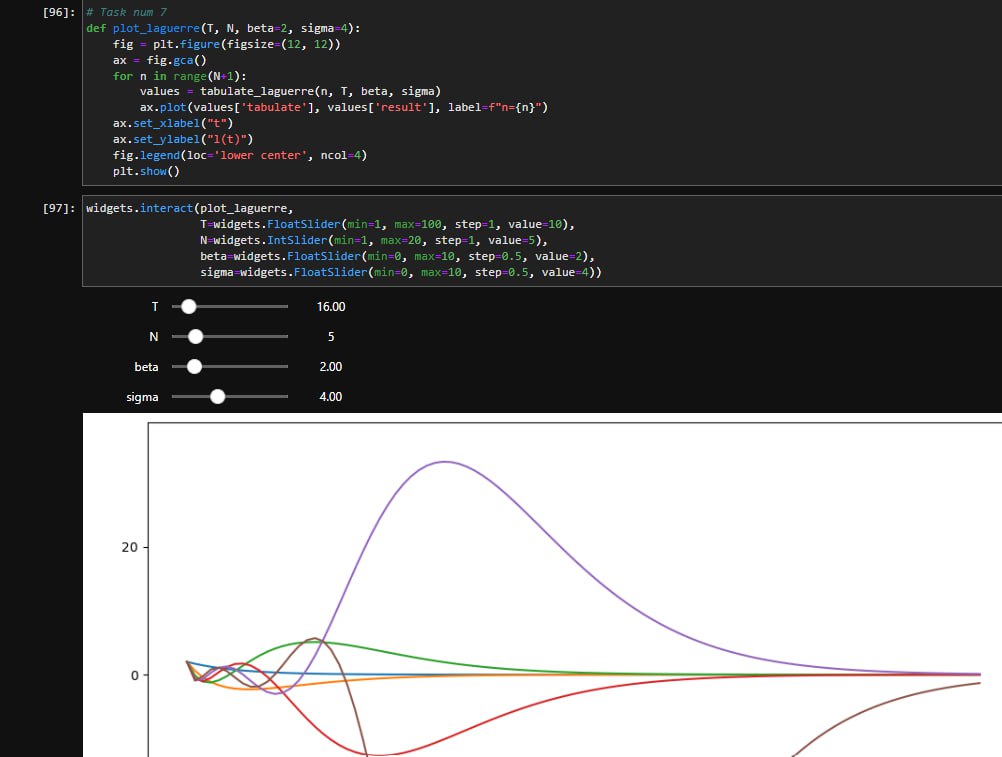 [96]: # Task num 7
def plot_laguerre(T, N, beta=2, sigma=4):
    fig = plt.figure(figsize=(12, 12))
    ax = fig.gca()
    for n in range(N+1):
        values = tabulate_laguerre(n, T, beta, sigma)
        ax.plot(values['tabulate'], values['result'], label=f"n={n}")
    ax.set_xlabel("t")
    ax.set_ylabel("l(t)")
    fig.legend(loc='lower center', ncol=4)
    plt.show()
[97]: widgets.interact(plot_laguerre,
                 T=widgets.FloatSlider(min=1, max=100, step=1, value=10),
                 N=widgets.IntSlider(min=1, max=20, step=1, value=5),
                 beta=widgets.FloatSlider(min=0, max=10, step=0.5, value=2),
                 sigma=widgets.FloatSlider(min=0, max=10, step=0.5, value=4))
T 16.00
N 5
beta 2.00
sigma 4.00
20
0